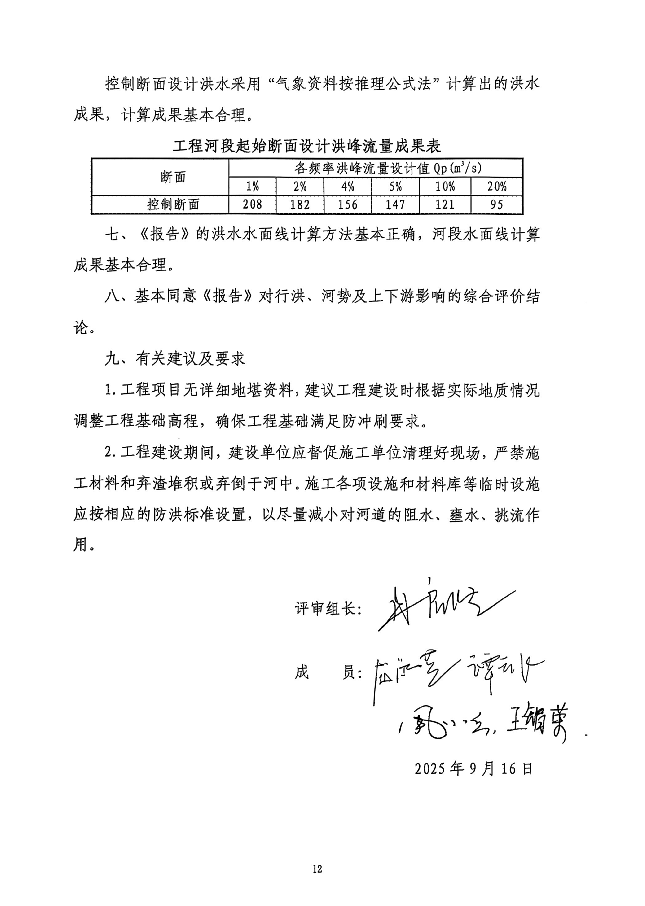 控制断面设计洪水采用“气象资料按推理公式法”计算出的洪水
成果，计算成果基本合理。
工程河段起始断面设计洪峰流量成果表
断面 各频率洪峰流量设计值 Qp(m³/s)
1% 2% 4% 5% 10% 20%
控制断面 208 182 156 147 121 95
七、《报告》的洪水水面线计算方法基本正确，河段水面线计算
成果基本合理。
八、基本同意《报告》对行洪、河势及上下游影响的综合评价结
论。
九、有关建议及要求
1.工程项目无详细地堪资料，建议工程建设时根据实际地质情况
调整工程基础高程，确保工程基础满足防冲刷要求。
2.工程建设期间，建设单位应督促施工单位清理好现场，严禁施
工材料和弃渣堆积或弃倒于河中。施工各项设施和材料库等临时设施
应按相应的防洪标准设置，以尽量减小对河道的阻水、壅水、挑流作
用。
评审组长：
成 员：
2025 年 9 月 16 日
12